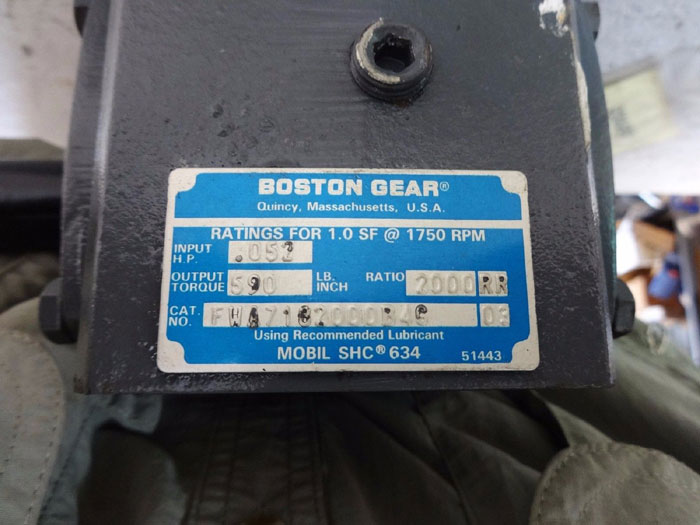 BOSTON GEAR®
Quincy, Massachusetts, U.S.A.
RATINGS FOR 1.0 SF @ 1750 RPM
INPUT H.P. .052
OUTPUT TORQUE 590 LB. INCH RATIO 2000 RR
CAT. NO. 03
Using Recommended Lubricant
MOBIL SHC® 634 51443